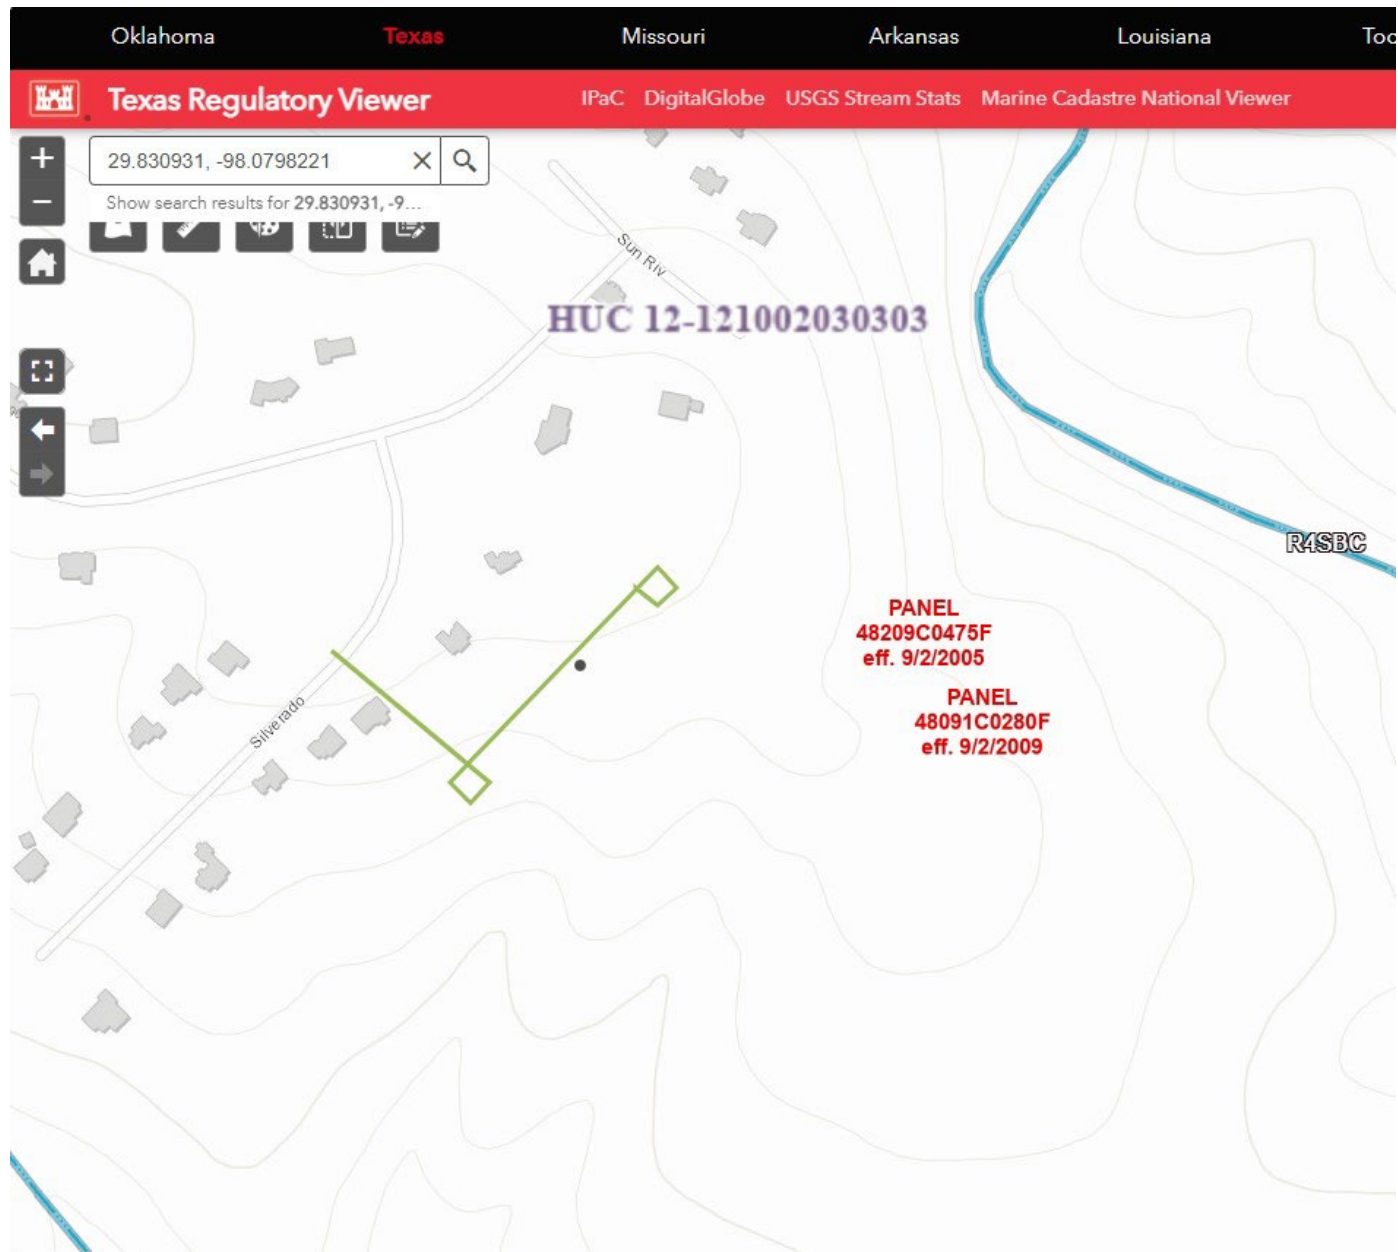 Oklahoma Texas Missouri Arkansas Louisiana
Texas Regulatory Viewer IPaC DigitalGlobe USGS Stream Stats Marine Cadastre National Viewer
29.830931, -98.0798221
Show search results for 29.830931, -9...
Sun Riv
HUC 12-121002030303
R4SBC
PANEL
48209C0475F
eff. 9/2/2005
PANEL
48091C0280F
eff. 9/2/2009
Silverado